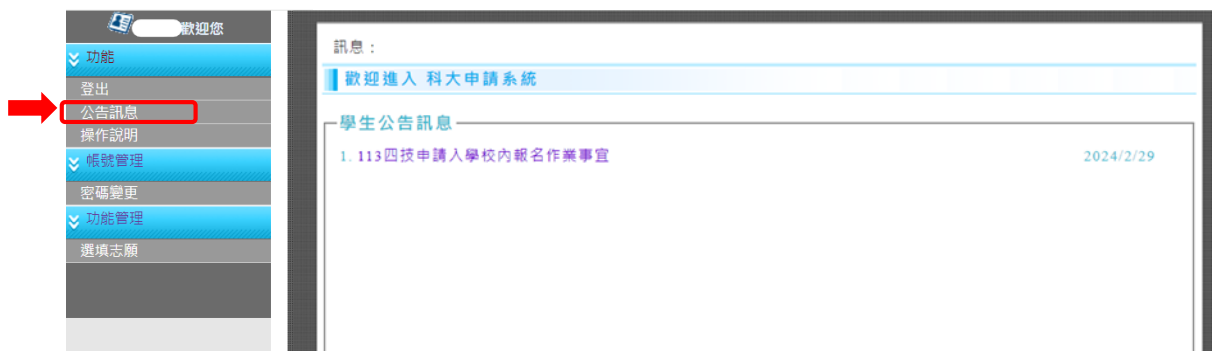 歡迎您
功能
登出
公告訊息
操作說明
帳號管理
密碼變更
功能管理
選填志願
訊息：
歡迎進入 科大申請系統
學生公告訊息
1. 113四技申請入學校內報名作業事宜 2024/2/29